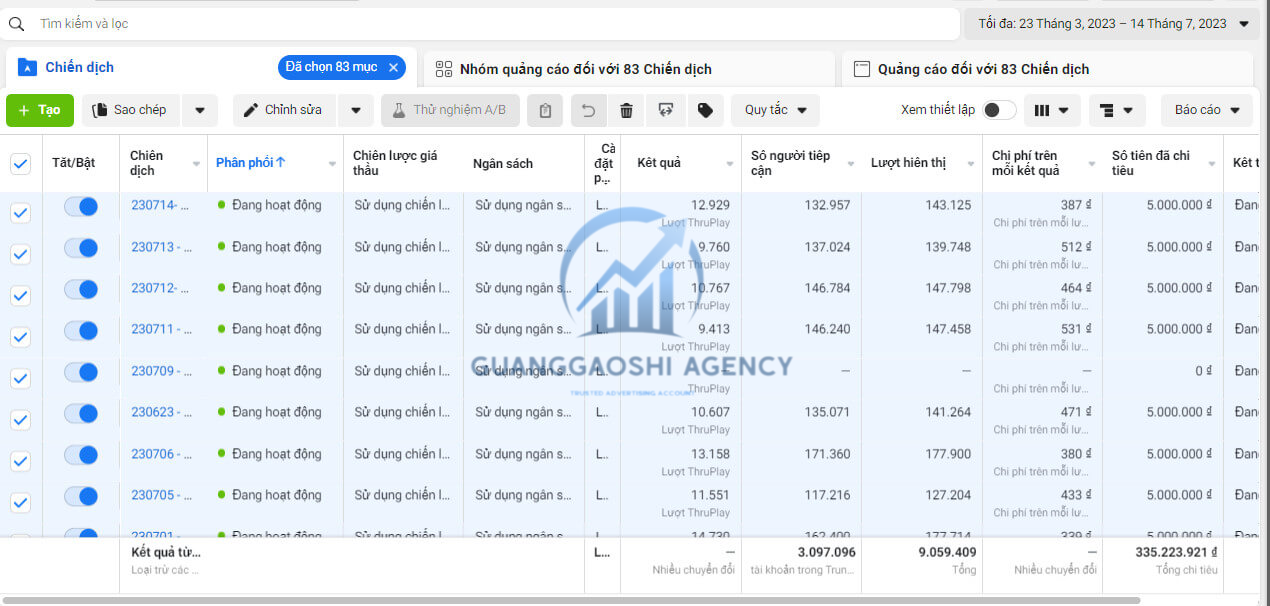 Tìm kiếm và lọc
Tối đa: 23 Tháng 3, 2023 – 14 Tháng 7, 2023
Chiến dịch
Đã chọn 83 mục ×
Nhóm quảng cáo đối với 83 Chiến dịch
Quảng cáo đối với 83 Chiến dịch
+ Tạo
Sao chép
Chỉnh sửa
Thử nghiệm A/B
Quy tắc
Xem thiết lập
Báo cáo
Tắt/Bật
Chiến dịch
Phân phối↑
Chiến lược giá thầu
Ngân sách
Cà đặt p...
Kết quả
Số người tiếp cận
Lượt hiện thị
Chi phí trên mỗi kết quả
Số tiền đã chi tiêu
Kết t
230714- ... Đang hoạt động Sử dụng chiến l... Sử dụng ngân s... L... 12.929 132.957 143.125 387 ₫ 5.000.000 ₫ Đan
Lượt ThruPlay Chi phí trên mỗi lư...
230713 - ... Đang hoạt động Sử dụng chiến l... Sử dụng ngân s... L... 9.760 137.024 139.748 512 ₫ 5.000.000 ₫ Đan
Lượt ThruPlay Chi phí trên mỗi lư...
230712- ... Đang hoạt động Sử dụng chiến l... Sử dụng ngân s... L... 10.767 146.784 147.798 464 ₫ 5.000.000 ₫ Đan
Lượt ThruPlay Chi phí trên mỗi lư...
230711 - ... Đang hoạt động Sử dụng chiến l... Sử dụng ngân s... L... 9.413 146.240 147.458 531 ₫ 5.000.000 ₫ Đan
Lượt ThruPlay Chi phí trên mỗi lư...
230709 - ... Đang hoạt động Sử dụng chiến l... Sử dụng ngân s... L... — — — — 0 ₫ Đan
ThruPlay Chi phí trên mỗi lư...
GUANGGAOSHI AGENCY
TRUSTED ADVERTISING ACCOUNT
230623 - ... Đang hoạt động Sử dụng chiến l... Sử dụng ngân s... L... 10.607 135.071 141.264 471 ₫ 5.000.000 ₫ Đan
Lượt ThruPlay Chi phí trên mỗi lư...
230706 - ... Đang hoạt động Sử dụng chiến l... Sử dụng ngân s... L... 13.158 171.360 177.900 380 ₫ 5.000.000 ₫ Đan
Lượt ThruPlay Chi phí trên mỗi lư...
230705 - ... Đang hoạt động Sử dụng chiến l... Sử dụng ngân s... L... 11.551 117.216 127.204 433 ₫ 5.000.000 ₫ Đan
Lượt ThruPlay Chi phí trên mỗi lư...
230701 - ... Đang hoạt động Sử dụng chiến l... Sử dụng ngân s... L... 14.730 162.400 177.714 339 ₫ 5.000.000 ₫ Đan
Kết quả từ... L... — 3.097.096 9.059.409 — 335.223.921 ₫
Loại trừ các ... Nhiều chuyển đổi tài khoản trong Trun... Tổng Nhiều chuyển đổi Tổng chi tiêu